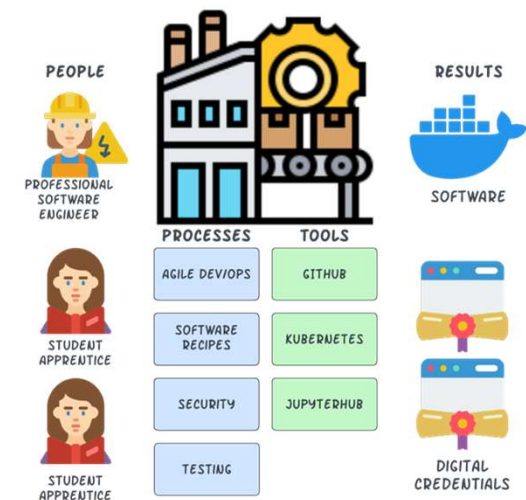 PEOPLE
RESULTS
PROFESSIONAL
SOFTWARE
ENGINEER
SOFTWARE
PROCESSES
TOOLS
AGILE DEV/OPS
GITHUB
STUDENT
APPRENTICE
SOFTWARE
RECIPES
KUBERNETES
SECURITY
JUPYTERHUB
STUDENT
APPRENTICE
TESTING
DIGITAL
CREDENTIALS